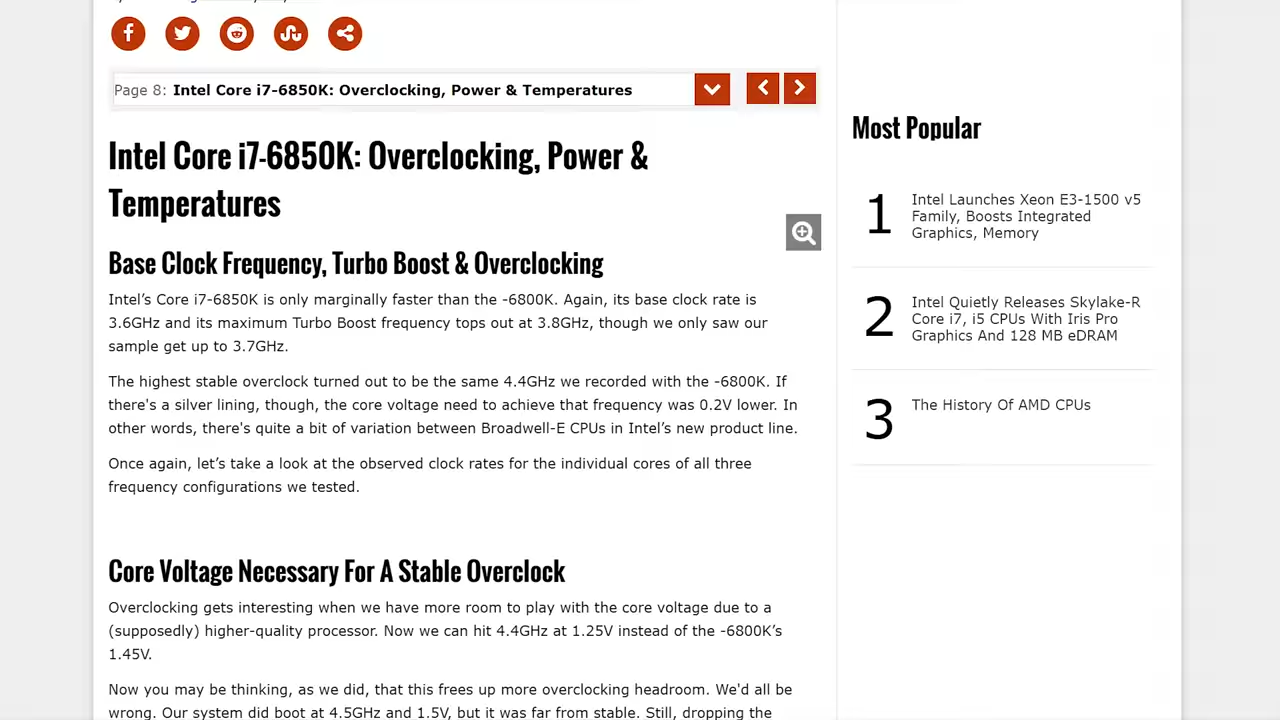 Page 8: Intel Core i7-6850K: Overclocking, Power & Temperatures
Intel Core i7-6850K: Overclocking, Power &
Temperatures
Base Clock Frequency, Turbo Boost & Overclocking
Intel’s Core i7-6850K is only marginally faster than the -6800K. Again, its base clock rate is
3.6GHz and its maximum Turbo Boost frequency tops out at 3.8GHz, though we only saw our
sample get up to 3.7GHz.
The highest stable overclock turned out to be the same 4.4GHz we recorded with the -6800K. If
there's a silver lining, though, the core voltage need to achieve that frequency was 0.2V lower. In
other words, there's quite a bit of variation between Broadwell-E CPUs in Intel’s new product line.
Once again, let’s take a look at the observed clock rates for the individual cores of all three
frequency configurations we tested.
Core Voltage Necessary For A Stable Overclock
Overclocking gets interesting when we have more room to play with the core voltage due to a
(supposedly) higher-quality processor. Now we can hit 4.4GHz at 1.25V instead of the -6800K’s
1.45V.
Now you may be thinking, as we did, that this frees up more overclocking headroom. We'd all be
wrong. Our system did boot at 4.5GHz and 1.5V, but it was far from stable. Still, dropping the
Most Popular
1
Intel Launches Xeon E3-1500 v5
Family, Boosts Integrated
Graphics, Memory
2
Intel Quietly Releases Skylake-R
Core i7, i5 CPUs With Iris Pro
Graphics And 128 MB eDRAM
3
The History Of AMD CPUs